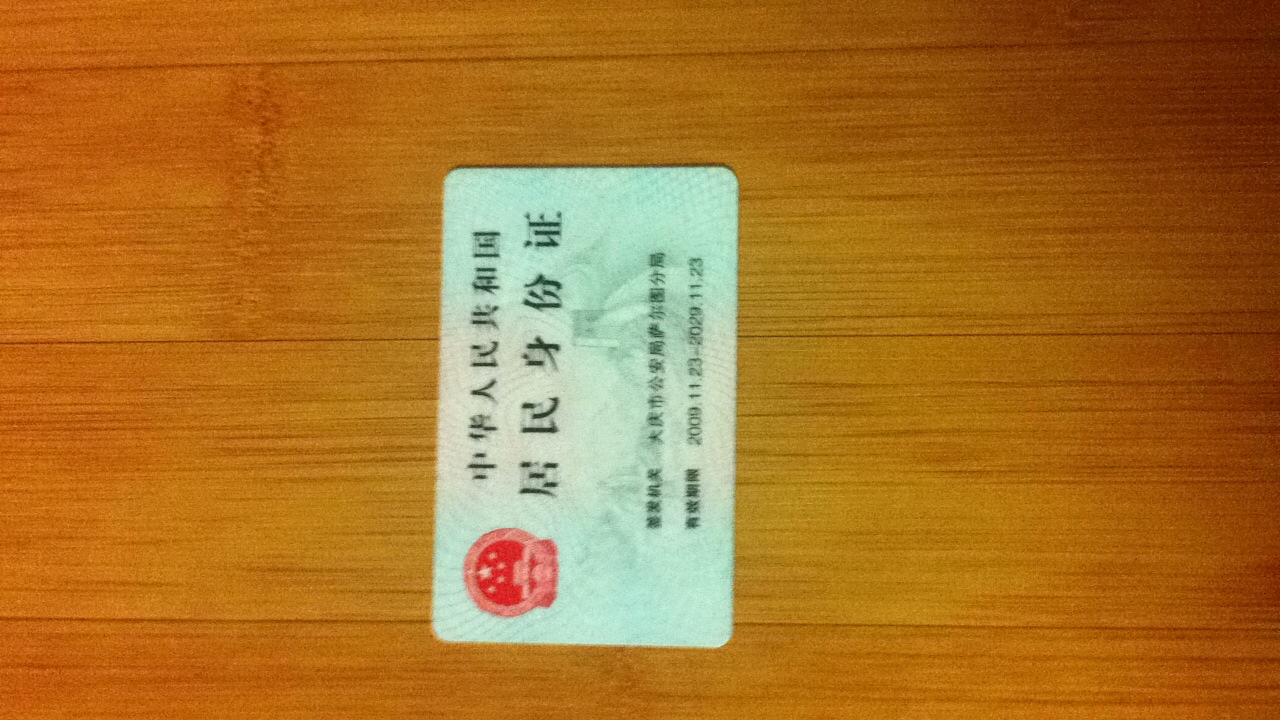 中华人民共和国
居民身份证
签发机关 大庆市公安局萨尔图分局
有效期限 2009.11.23-2029.11.23